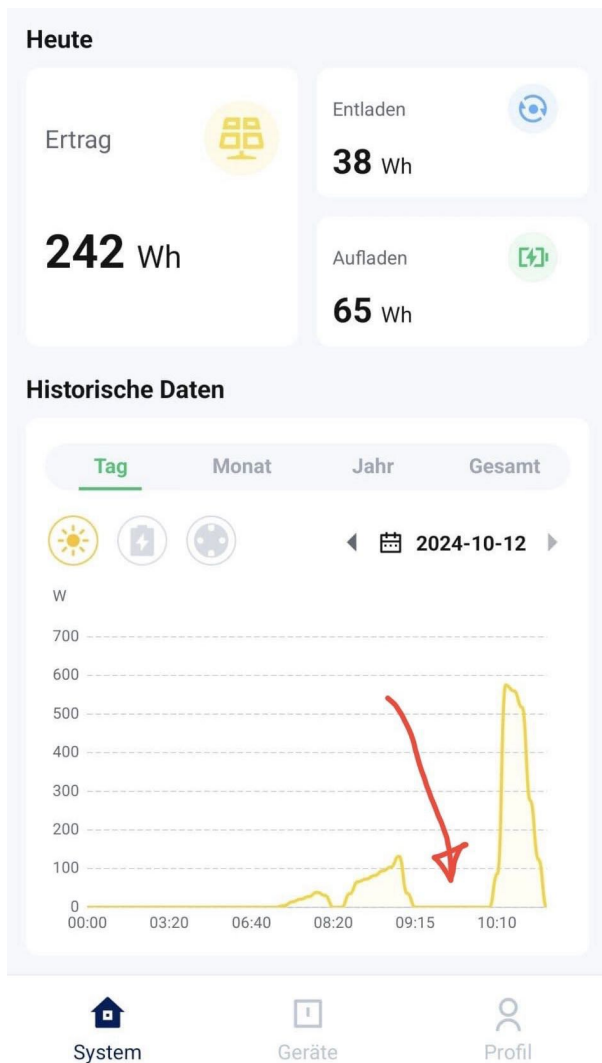 Heute
Ertrag
242 Wh
Entladen
38 Wh
Aufladen
65 Wh
Historische Daten
Tag Monat Jahr Gesamt
2024-10-12
W
700
600
500
400
300
200
100
0
00:00 03:20 06:40 08:20 09:15 10:10
System Geräte Profil